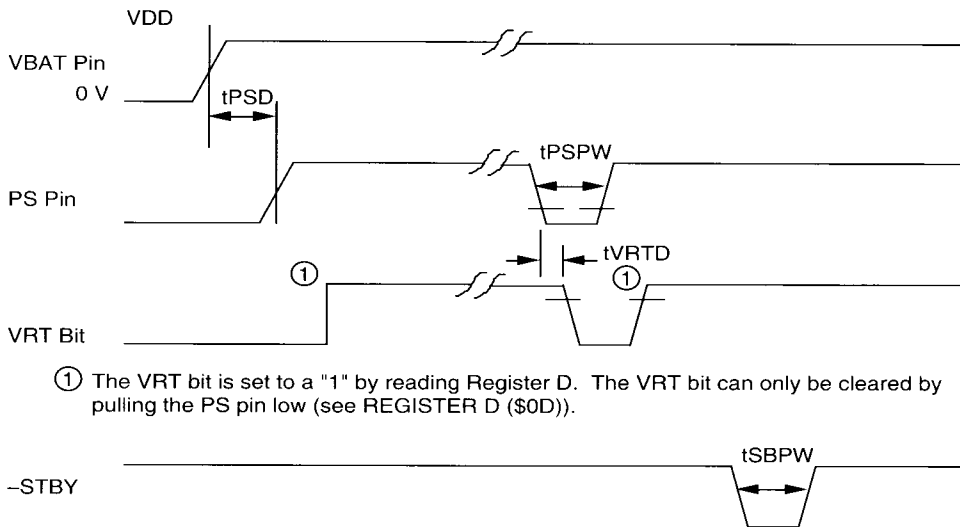 VDD
VBAT Pin
0 V
tPSD
tPSPW
PS Pin
tVRTD
1
1
VRT Bit
1 The VRT bit is set to a "1" by reading Register D. The VRT bit can only be cleared by
pulling the PS pin low (see REGISTER D ($0D)).
tSBPW
–STBY